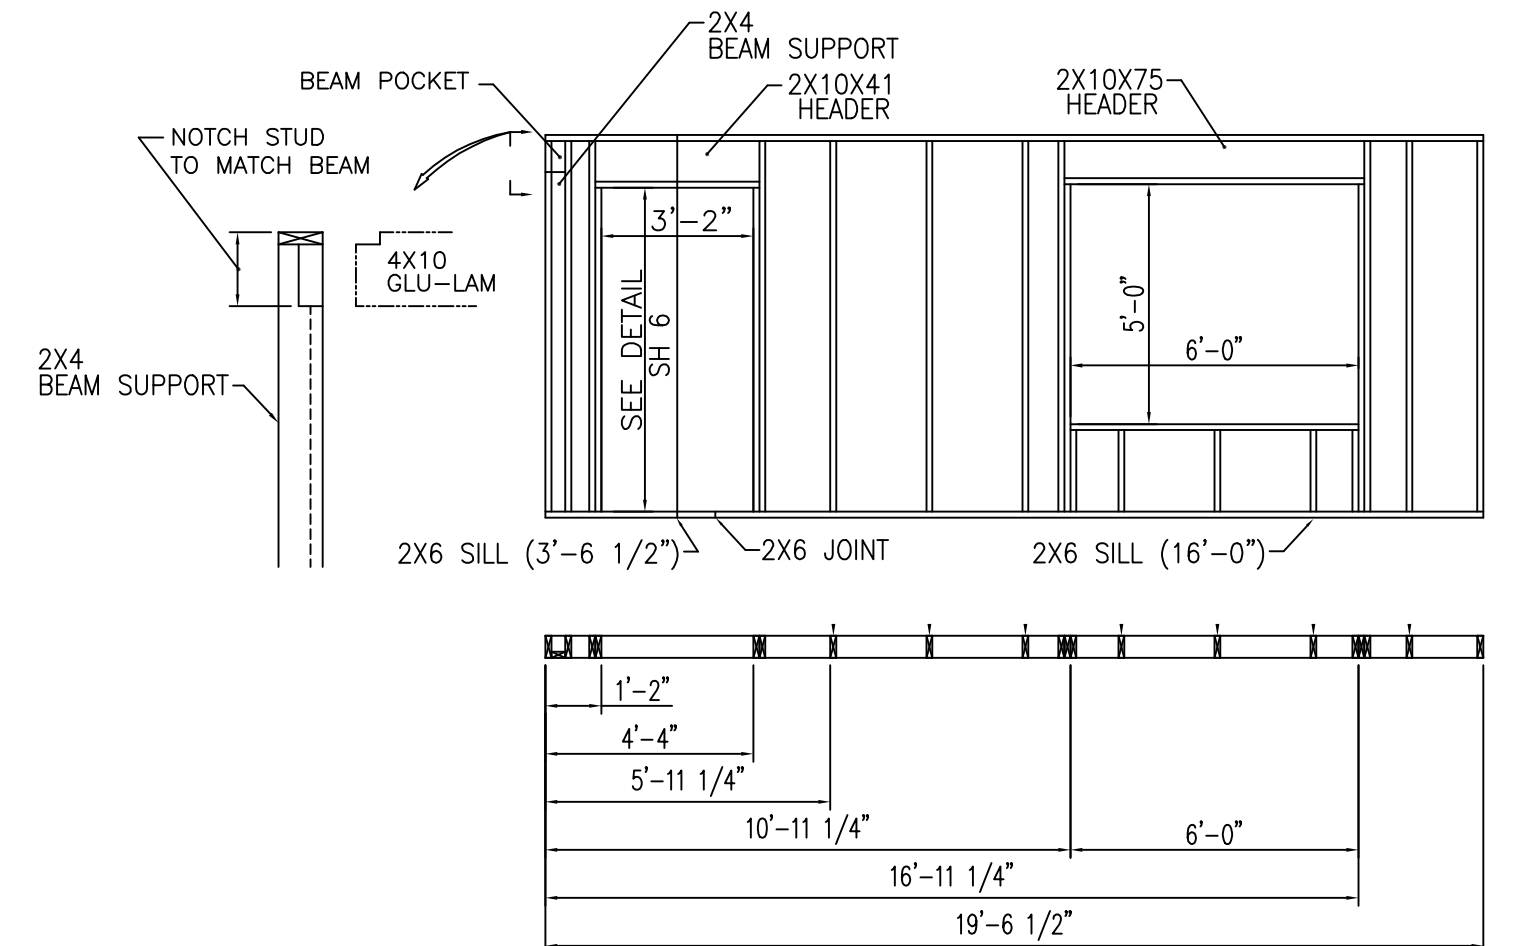 2X4
BEAM SUPPORT
BEAM POCKET
2X10X41
HEADER
2X10X75
HEADER
NOTCH STUD
TO MATCH BEAM
4X10
GLU-LAM
3'-2"
SEE DETAIL
SH 6
5'-0"
6'-0"
2X4
BEAM SUPPORT
2X6 SILL (3'-6 1/2")
2X6 JOINT
2X6 SILL (16'-0")
1'-2"
4'-4"
5'-11 1/4"
10'-11 1/4"
6'-0"
16'-11 1/4"
19'-6 1/2"